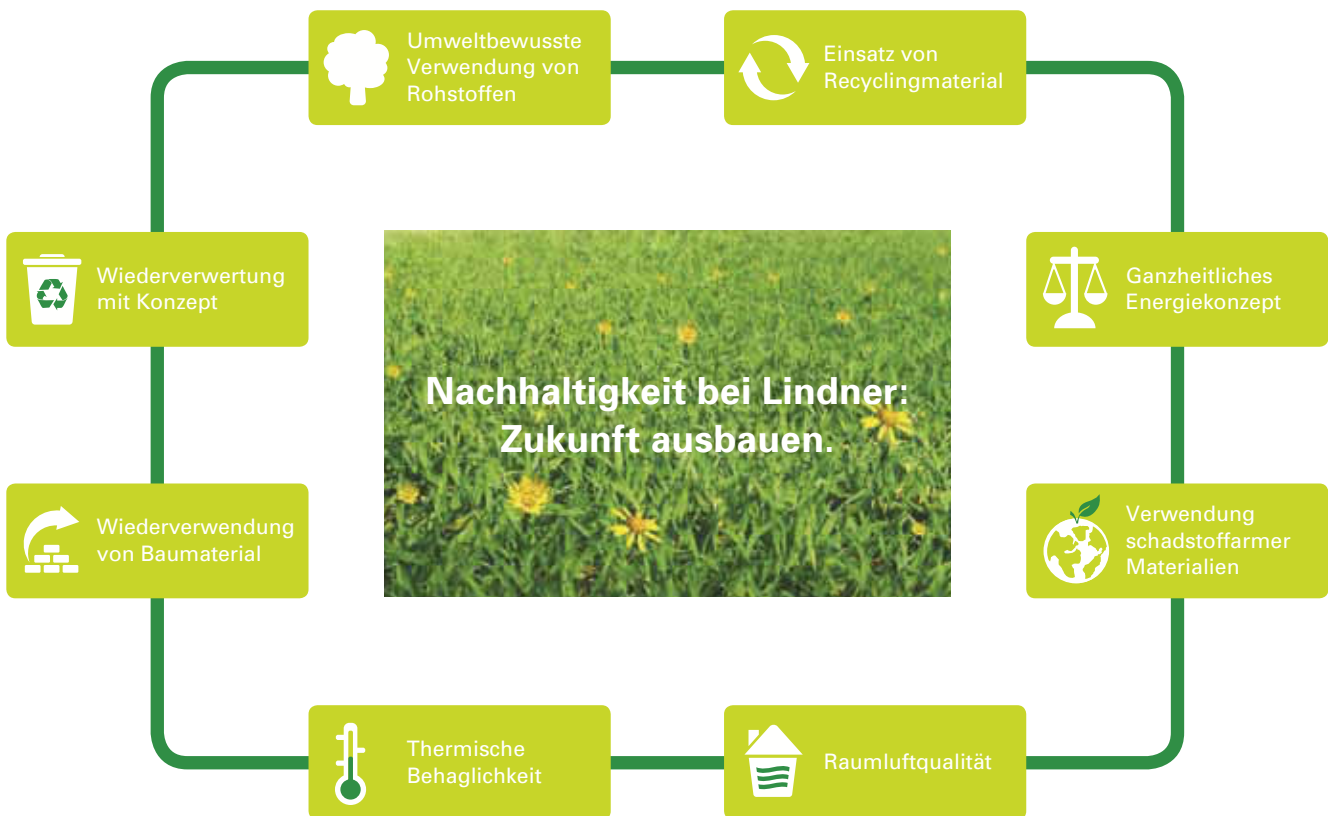 Umweltbewusste
Verwendung von
Rohstoffen
Einsatz von
Recyclingmaterial
Wiederverwertung
mit Konzept
Ganzheitliches
Energiekonzept
Nachhaltigkeit bei Lindner:
Zukunft ausbauen.
Wiederverwendung
von Baumaterial
Verwendung
schadstoffarmer
Materialien
Thermische
Behaglichkeit
Raumluftqualität